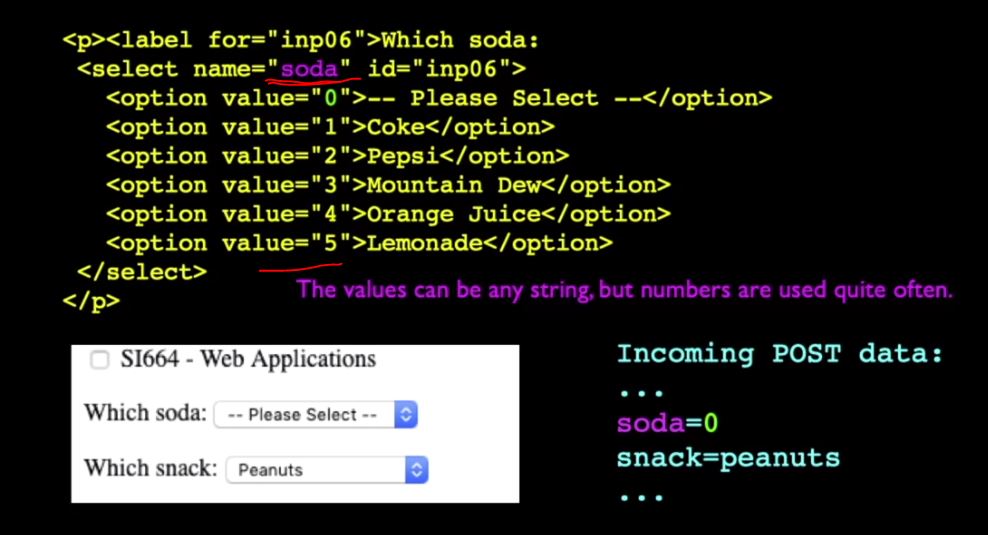 <p><label for="inp06">Which soda:
<select name="soda" id="inp06">
<option value="0">-- Please Select --</option>
<option value="1">Coke</option>
<option value="2">Pepsi</option>
<option value="3">Mountain Dew</option>
<option value="4">Orange Juice</option>
<option value="5">Lemonade</option>
</select>
</p>
The values can be any string, but numbers are used quite often.
SI664 - Web Applications
Which soda: -- Please Select --
Which snack: Peanuts
Incoming POST data:
...
soda=0
snack=peanuts
...